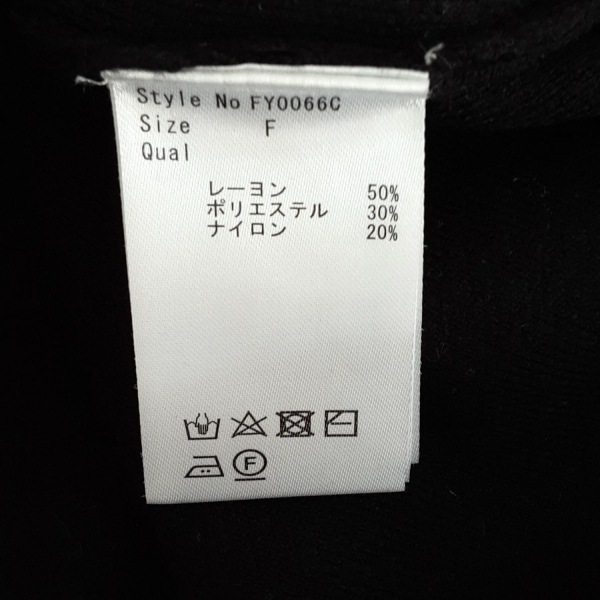 Style No FY0066C
Size F
Qual
レーヨン 50%
ポリエステル 30%
ナイロン 20%
F